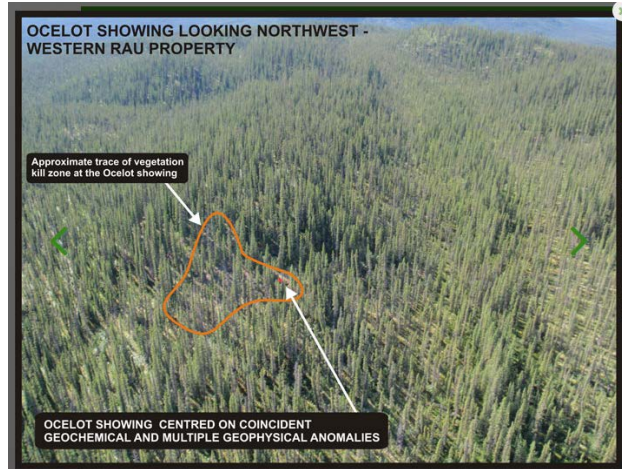 OCELOT SHOWING LOOKING NORTHWEST -
WESTERN RAU PROPERTY
Approximate trace of vegetation
kill zone at the Ocelot showing
OCELOT SHOWING CENTRED ON COINCIDENT
GEOCHEMICAL AND MULTIPLE GEOPHYSICAL ANOMALIES